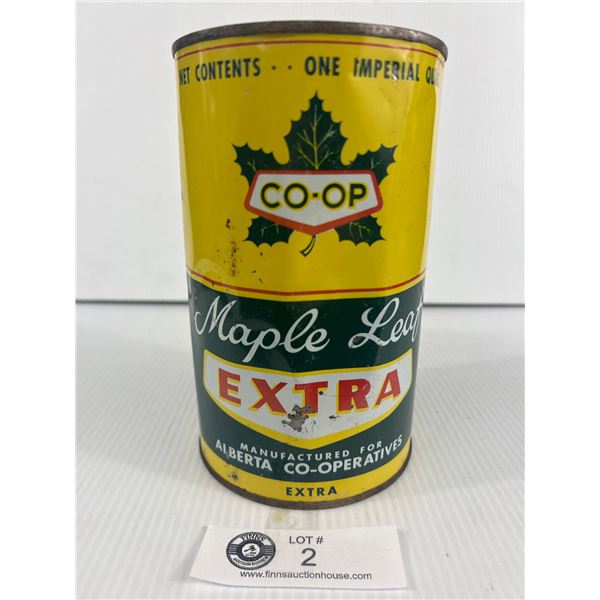 NET CONTENTS · · ONE IMPERIAL
CO-OP
Maple Leaf
EXTRA
MANUFACTURED FOR
ALBERTA CO-OPERATIVES
EXTRA
FINNS
LOT #
2
www.finnsauctionhouse.com